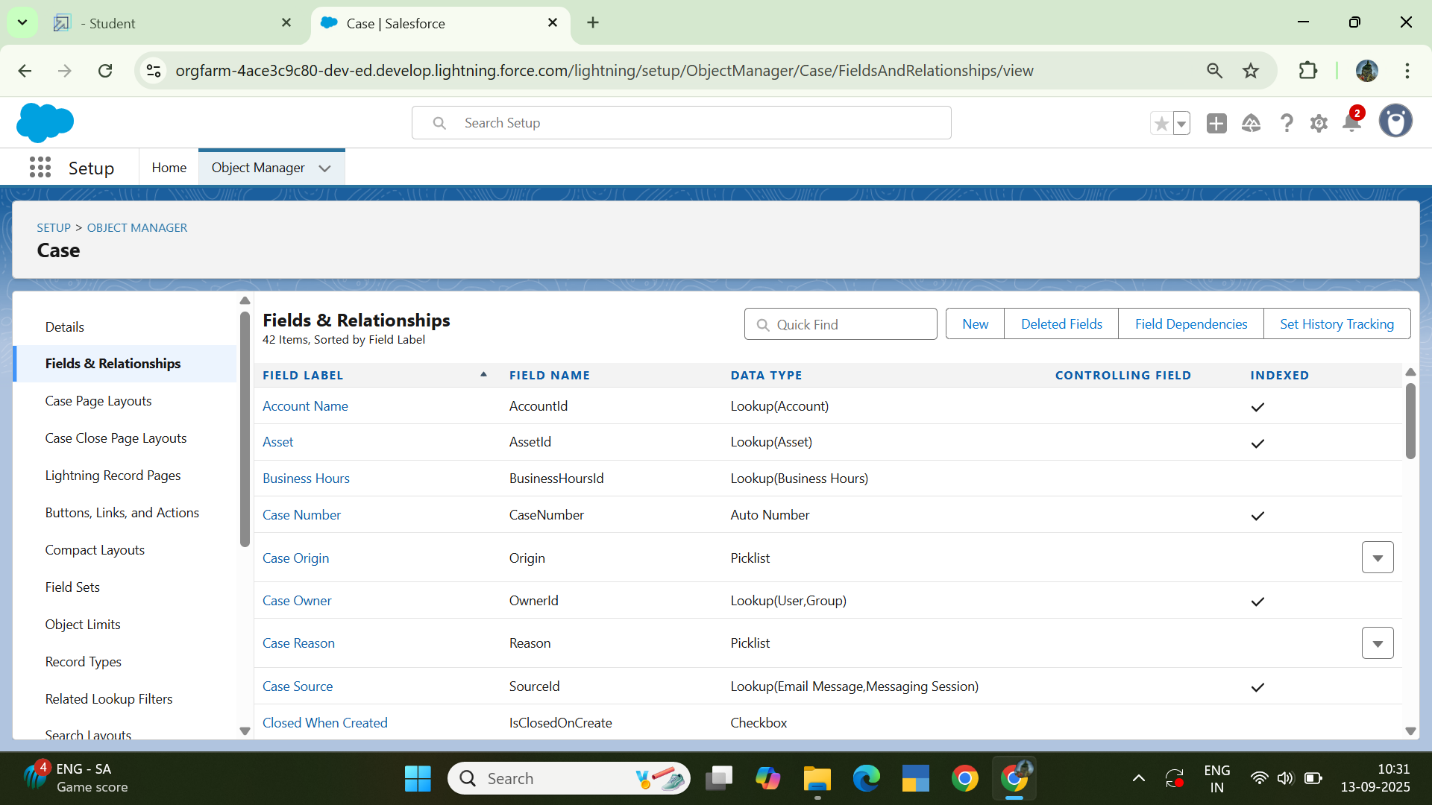 - Student
Case | Salesforce
orgfarm-4ace3c9c80-dev-ed.develop.lightning.force.com/lightning/setup/ObjectManager/Case/FieldsAndRelationships/view
Search Setup
2
Setup
Home
Object Manager
SETUP > OBJECT MANAGER
Case
Details
Fields & Relationships
Case Page Layouts
Case Close Page Layouts
Lightning Record Pages
Buttons, Links, and Actions
Compact Layouts
Field Sets
Object Limits
Record Types
Related Lookup Filters
Search Layouts
Fields & Relationships
42 Items, Sorted by Field Label
Quick Find
New
Deleted Fields
Field Dependencies
Set History Tracking
FIELD LABEL FIELD NAME DATA TYPE CONTROLLING FIELD INDEXED
Account Name AccountId Lookup(Account)
Asset AssetId Lookup(Asset)
Business Hours BusinessHoursId Lookup(Business Hours)
Case Number CaseNumber Auto Number
Case Origin Origin Picklist
Case Owner OwnerId Lookup(User,Group)
Case Reason Reason Picklist
Case Source SourceId Lookup(Email Message,Messaging Session)
Closed When Created IsClosedOnCreate Checkbox
4
ENG - SA
Game score
Search
ENG
IN
10:31
13-09-2025